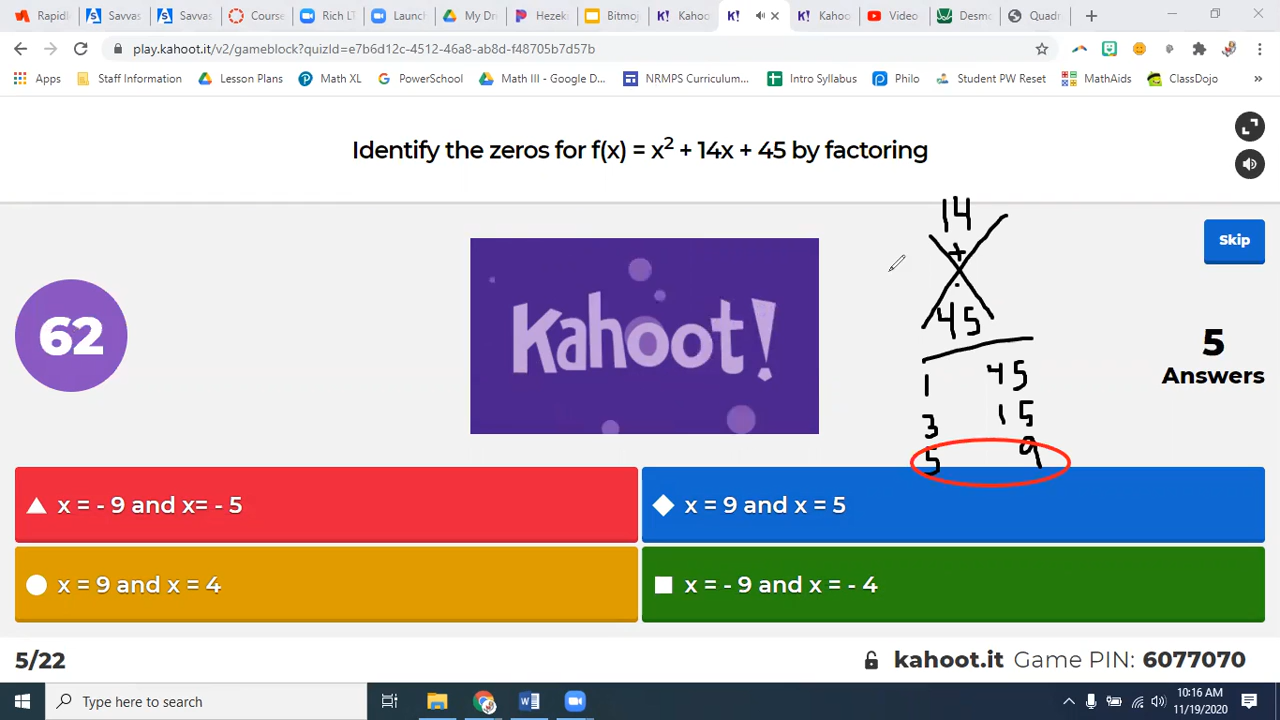 Rapidl
Savvas
Savvas
Course
Rich LT
Launch
My Dr
Hezeki
Bitmoj
Kahoo
K!
Kahoo
Video
Desmo
Quadr
play.kahoot.it/v2/gameblock?quizId=e7b6d12c-4512-46a8-ab8d-f48705b7d57b
Apps Staff Information Lesson Plans Math XL PowerSchool Math III - Google D... NRMPS Curriculum... Intro Syllabus Philo Student PW Reset MathAids ClassDojo
Identify the zeros for f(x) = x² + 14x + 45 by factoring
14
+
·
45
1 45
3 15
5 9
Skip
62
Kahoot!
5
Answers
x = - 9 and x= - 5
x = 9 and x = 5
x = 9 and x = 4
x = - 9 and x = - 4
5/22
kahoot.it Game PIN: 6077070
Type here to search
10:16 AM
11/19/2020